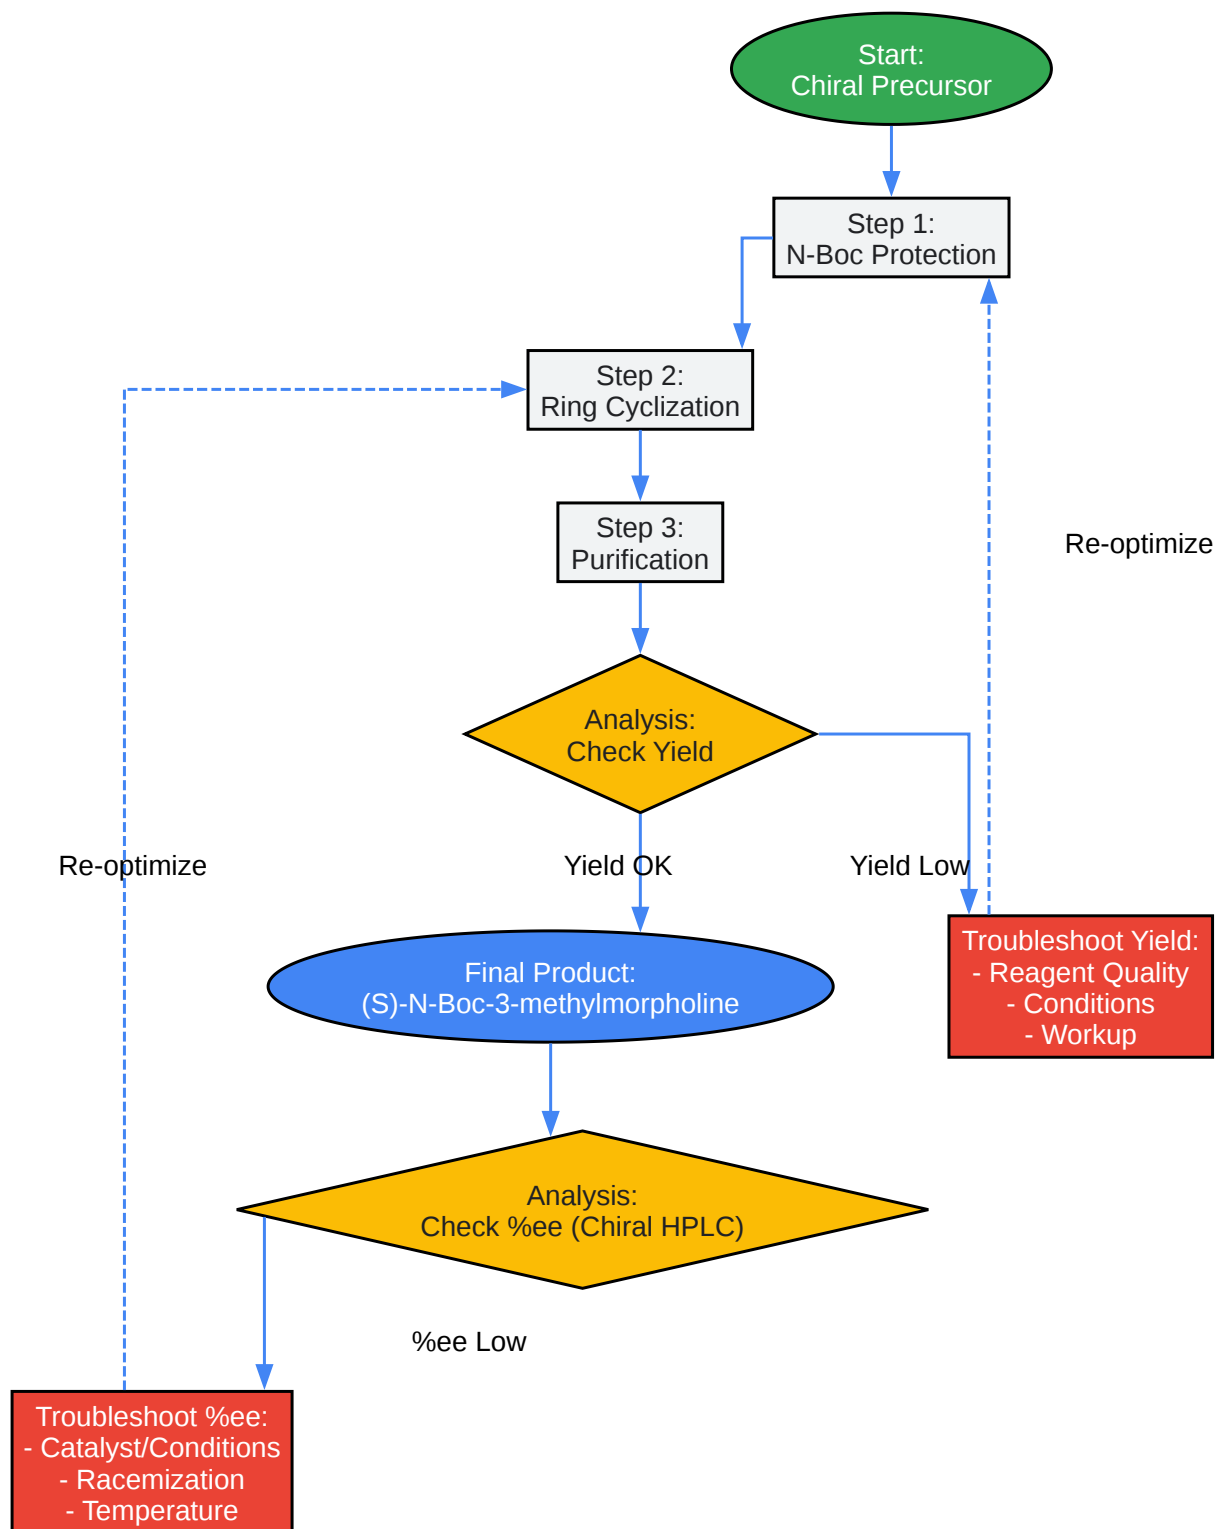 Start:
Chiral Precursor
Step 1:
N-Boc Protection
Step 2:
Ring Cyclization
Step 3:
Purification
Re-optimize
Analysis:
Check Yield
Re-optimize
Yield OK
Yield Low
Troubleshoot Yield:
- Reagent Quality
- Conditions
- Workup
Final Product:
(S)-N-Boc-3-methylmorpholine
Analysis:
Check %ee (Chiral HPLC)
%ee Low
Troubleshoot %ee:
- Catalyst/Conditions
- Racemization
- Temperature